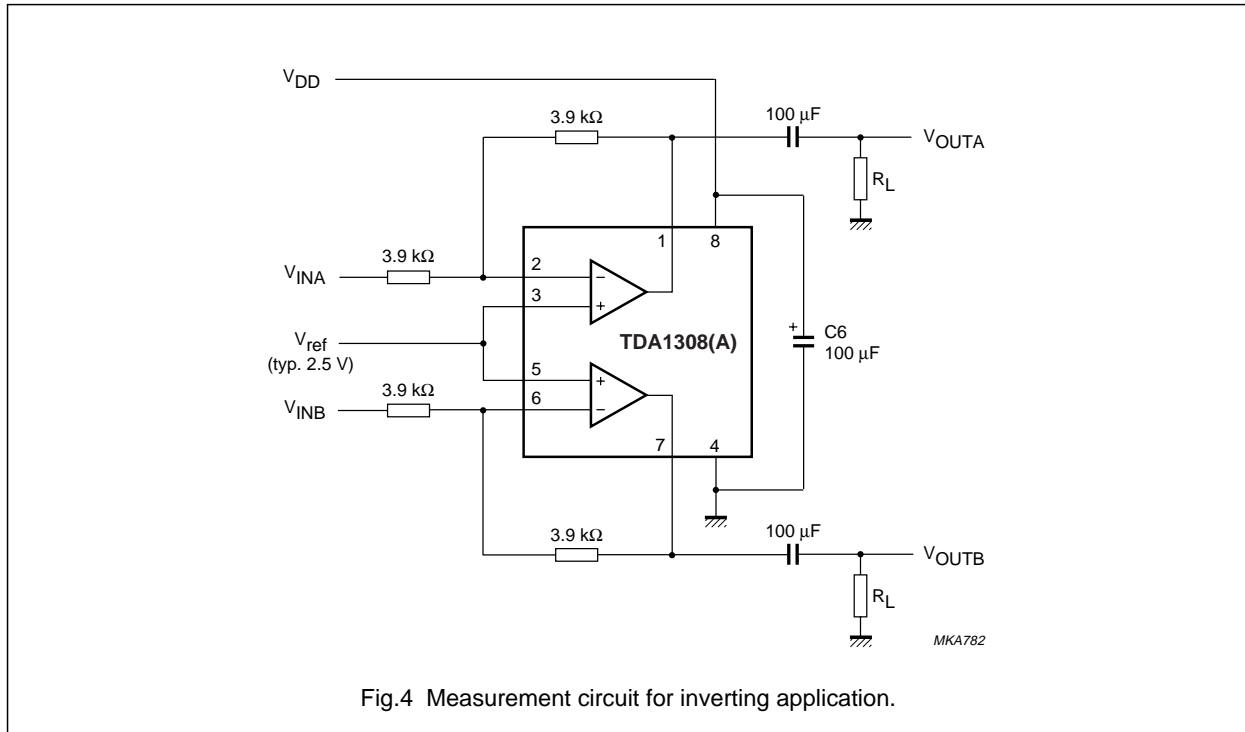 VDD
3.9 kΩ
100 μF
VOUTA
RL
1
8
3.9 kΩ
VINA
2
−
3
+
Vref
(typ. 2.5 V)
TDA1308(A)
+
C6
100 μF
5
+
3.9 kΩ
VINB
6
−
7
4
3.9 kΩ
100 μF
VOUTB
RL
MKA782
Fig.4 Measurement circuit for inverting application.